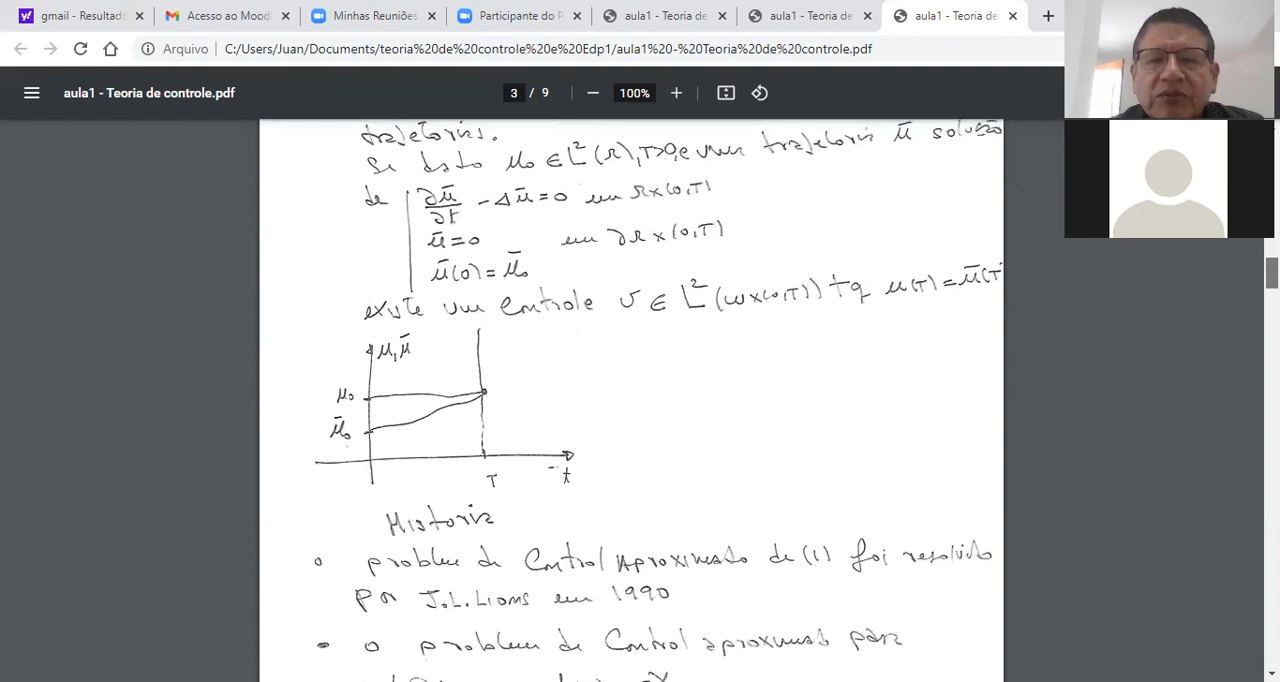 gmail - Resultado
Acesso ao Mood
Minhas Reuniões
Participante do P
aula1 - Teoria de
aula1 - Teoria de
aula1 - Teoria de
Arquivo C:/Users/Juan/Documents/teoria%20de%20controle%20e%20Edp1/aula1%20-%20Teoria%20de%20controle.pdf
aula1 - Teoria de controle.pdf
3 / 9
100%
trajetorias.
Se dado μ₀ ∈ L²(Ω), T>0, e uma trajetoria ū solução
de ∂ū/∂t - Δū = 0 em Ω×(0,T)
ū = 0 em ∂Ω×(0,T)
ū(0) = ū₀
existe um controle v ∈ L²(ω×(0,T)) tq u(T) = ū(T)
u, ū
u₀
ū₀
T
t
Historia
o problema de Control Aproximado de (1) foi resolvido
por J.L.Lions em 1990
• o problema de Control aproximado para